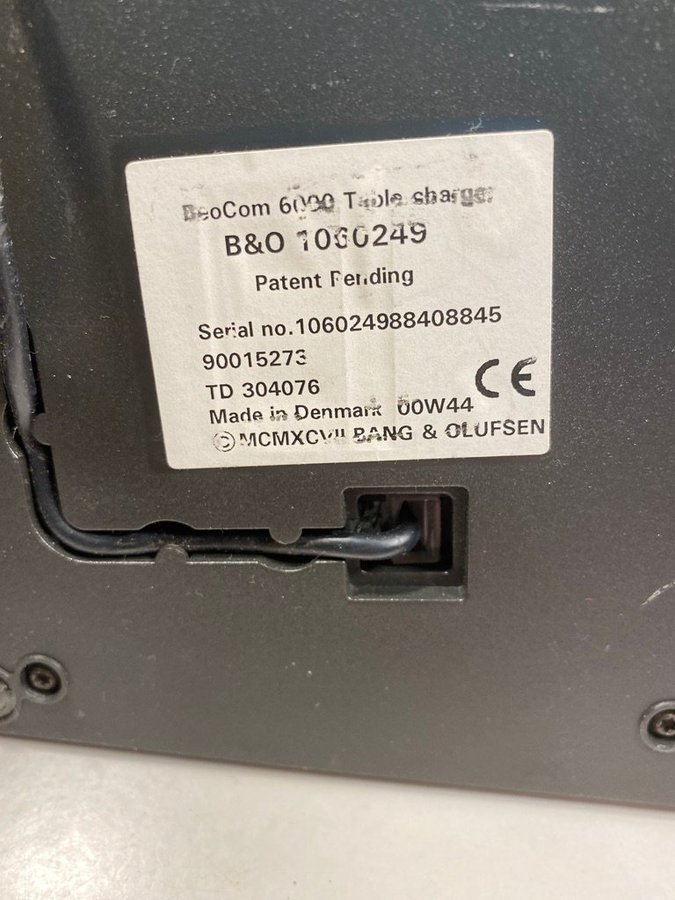 BeoCom 6000 Table charger
B&O 1060249
Patent Pending
Serial no.106024988408845
90015273
TD 304076
CE
Made in Denmark 00W44
© MCMXCVII BANG & OLUFSEN